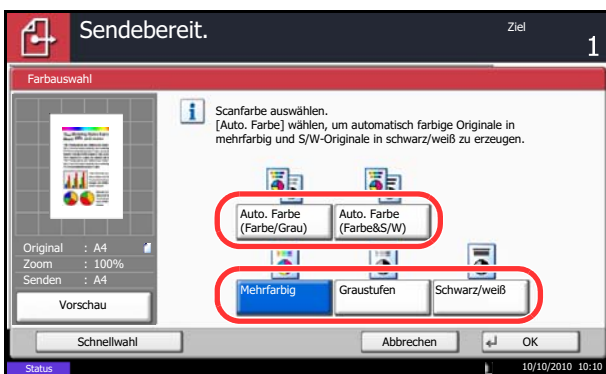 Sendebereit.
Ziel
1
Farbauswahl
Scanfarbe auswählen.
[Auto. Farbe] wählen, um automatisch farbige Originale in
mehrfarbig und S/W-Originale in schwarz/weiß zu erzeugen.
Auto. Farbe
(Farbe/Grau)
Auto. Farbe
(Farbe&S/W)
Original : A4
Zoom : 100%
Senden : A4
Mehrfarbig
Graustufen
Schwarz/weiß
Vorschau
Schnellwahl
Abbrechen
OK
Status
10/10/2010 10:10